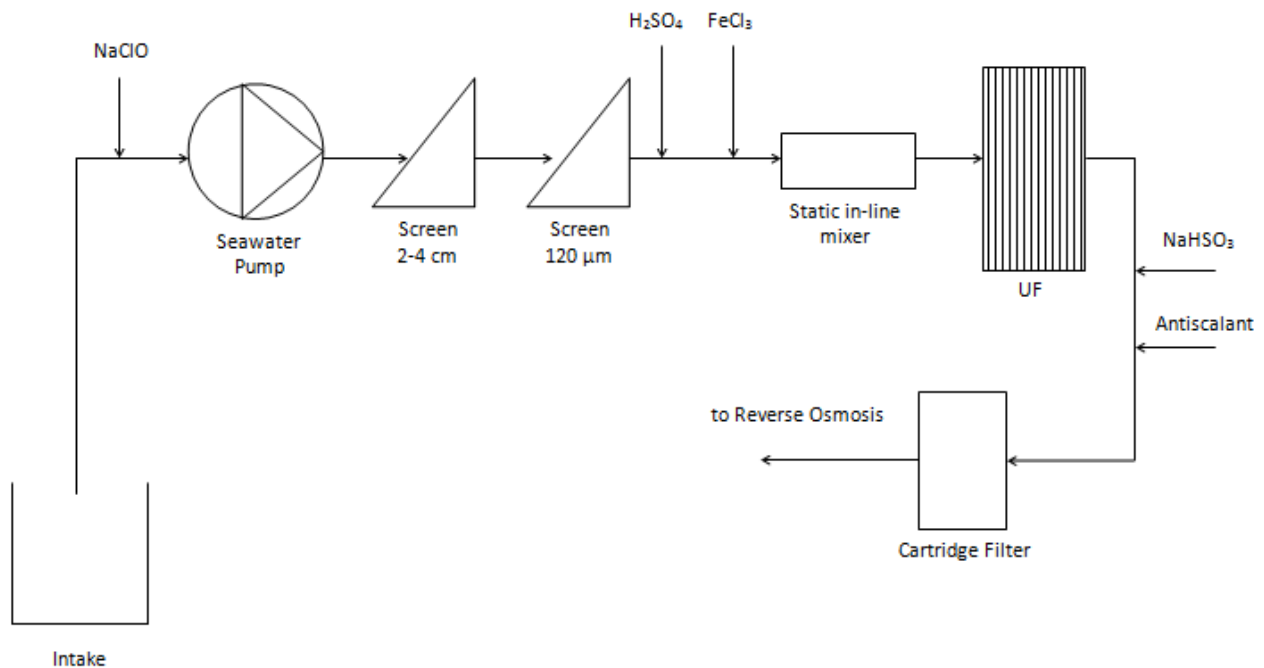 H₂SO₄
FeCl₃
NaClO
Seawater
Pump
Screen
2-4 cm
Screen
120 µm
Static in-line
mixer
UF
NaHSO₃
Antiscalant
to Reverse Osmosis
Cartridge Filter
Intake